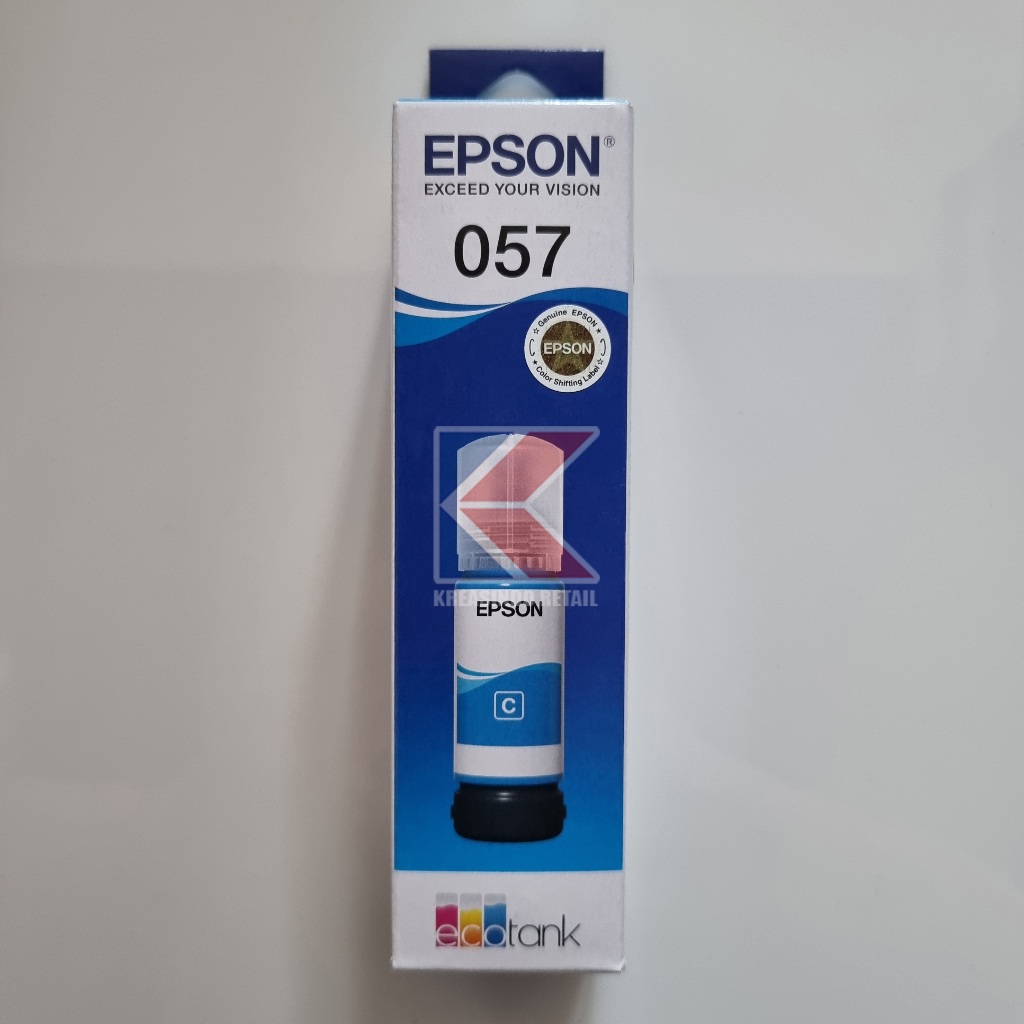 EPSON®
EXCEED YOUR VISION
057
Genuine EPSON
EPSON
Color Shifting Label
KREASINDO RETAIL
EPSON
C
ecotank